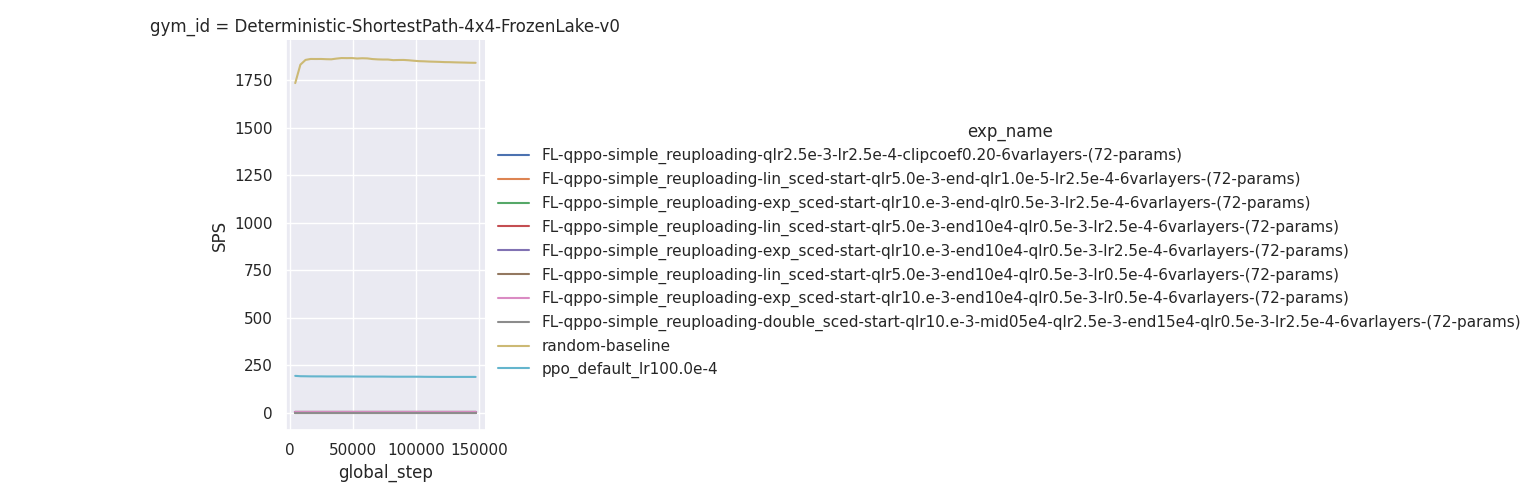 gym_id = Deterministic-ShortestPath-4x4-FrozenLake-v0
1750
1500
1250
1000
750
500
250
0
SPS
0 50000 100000 150000
global_step
exp_name
FL-qppo-simple_reuploading-qlr2.5e-3-lr2.5e-4-clipcoef0.20-6varlayers-(72-params)
FL-qppo-simple_reuploading-lin_sced-start-qlr5.0e-3-end-qlr1.0e-5-lr2.5e-4-6varlayers-(72-params)
FL-qppo-simple_reuploading-exp_sced-start-qlr10.e-3-end-qlr0.5e-3-lr2.5e-4-6varlayers-(72-params)
FL-qppo-simple_reuploading-lin_sced-start-qlr5.0e-3-end10e4-qlr0.5e-3-lr2.5e-4-6varlayers-(72-params)
FL-qppo-simple_reuploading-exp_sced-start-qlr10.e-3-end10e4-qlr0.5e-3-lr2.5e-4-6varlayers-(72-params)
FL-qppo-simple_reuploading-lin_sced-start-qlr5.0e-3-end10e4-qlr0.5e-3-lr0.5e-4-6varlayers-(72-params)
FL-qppo-simple_reuploading-exp_sced-start-qlr10.e-3-end10e4-qlr0.5e-3-lr0.5e-4-6varlayers-(72-params)
FL-qppo-simple_reuploading-double_sced-start-qlr10.e-3-mid05e4-qlr2.5e-3-end15e4-qlr0.5e-3-lr2.5e-4-6varlayers-(72-params)
random-baseline
ppo_default_lr100.0e-4